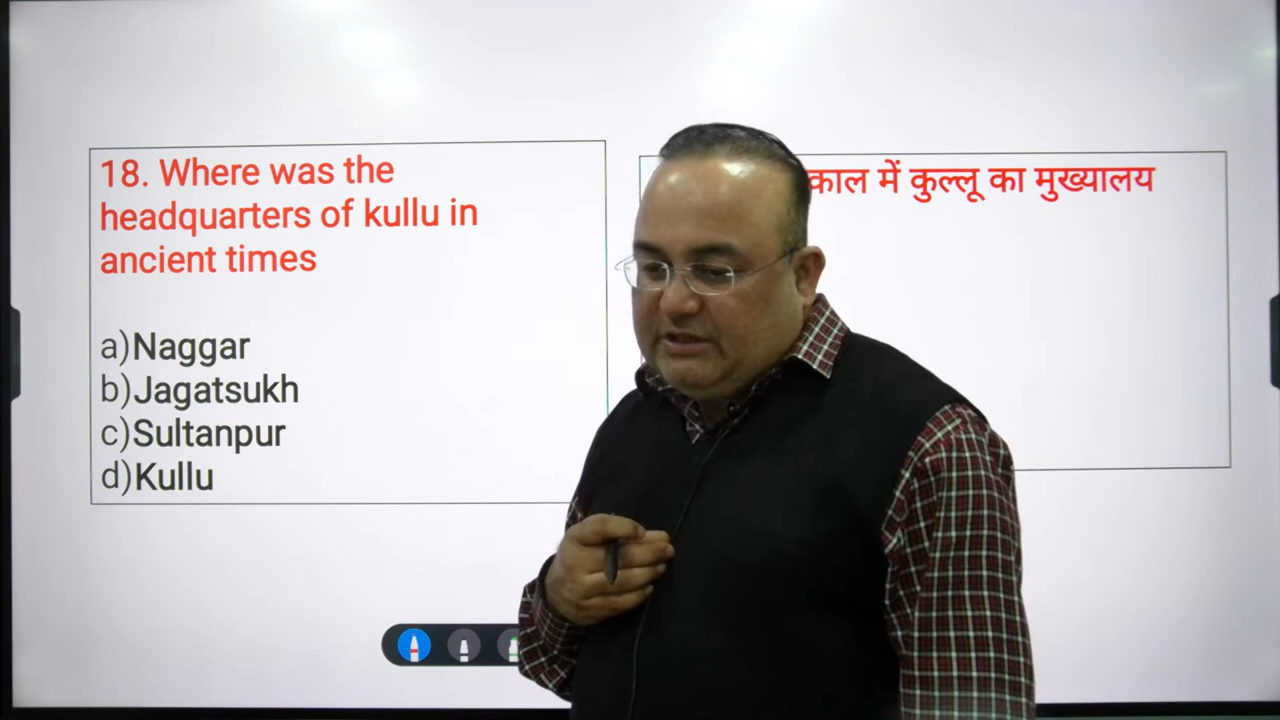 18. Where was the
headquarters of kullu in
ancient times
a)Naggar
b)Jagatsukh
c)Sultanpur
d)Kullu
में कुल्लू का मुख्यालय